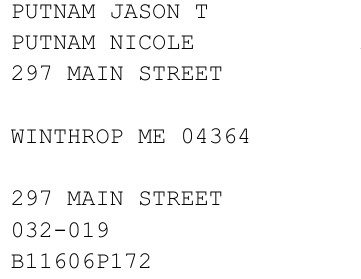 PUTNAM JASON T
PUTNAM NICOLE
297 MAIN STREET
WINTHROP ME 04364
297 MAIN STREET
032-019
B11606P172